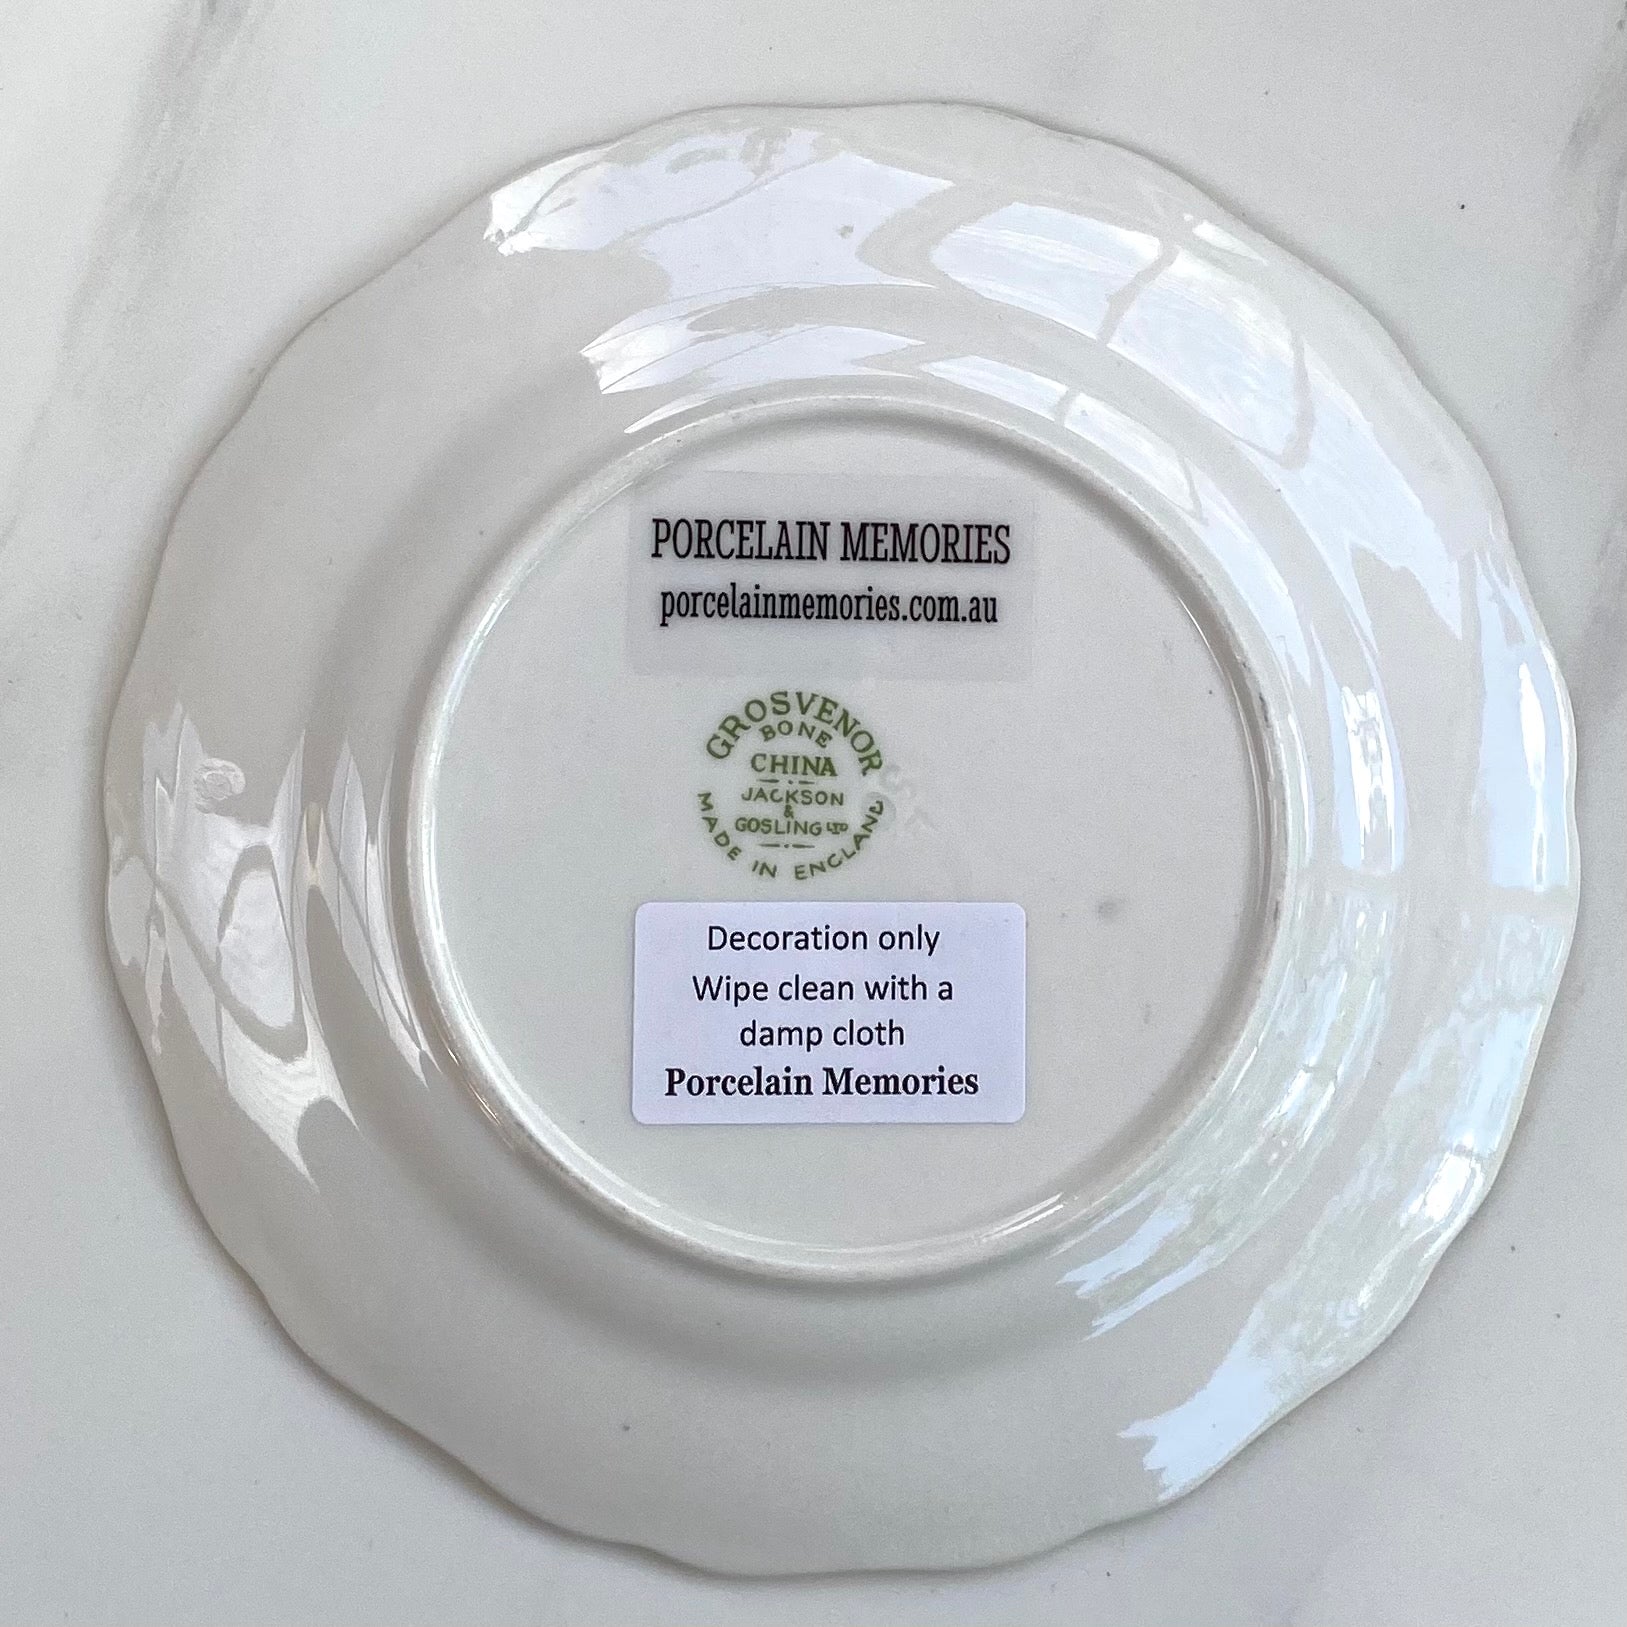 PORCELAIN MEMORIES
porcelainmemories.com.au
GROSVENOR
BONE
CHINA
JACKSON
&
GOSLING LTD
MADE IN ENGLAND
Decoration only
Wipe clean with a
damp cloth
Porcelain Memories